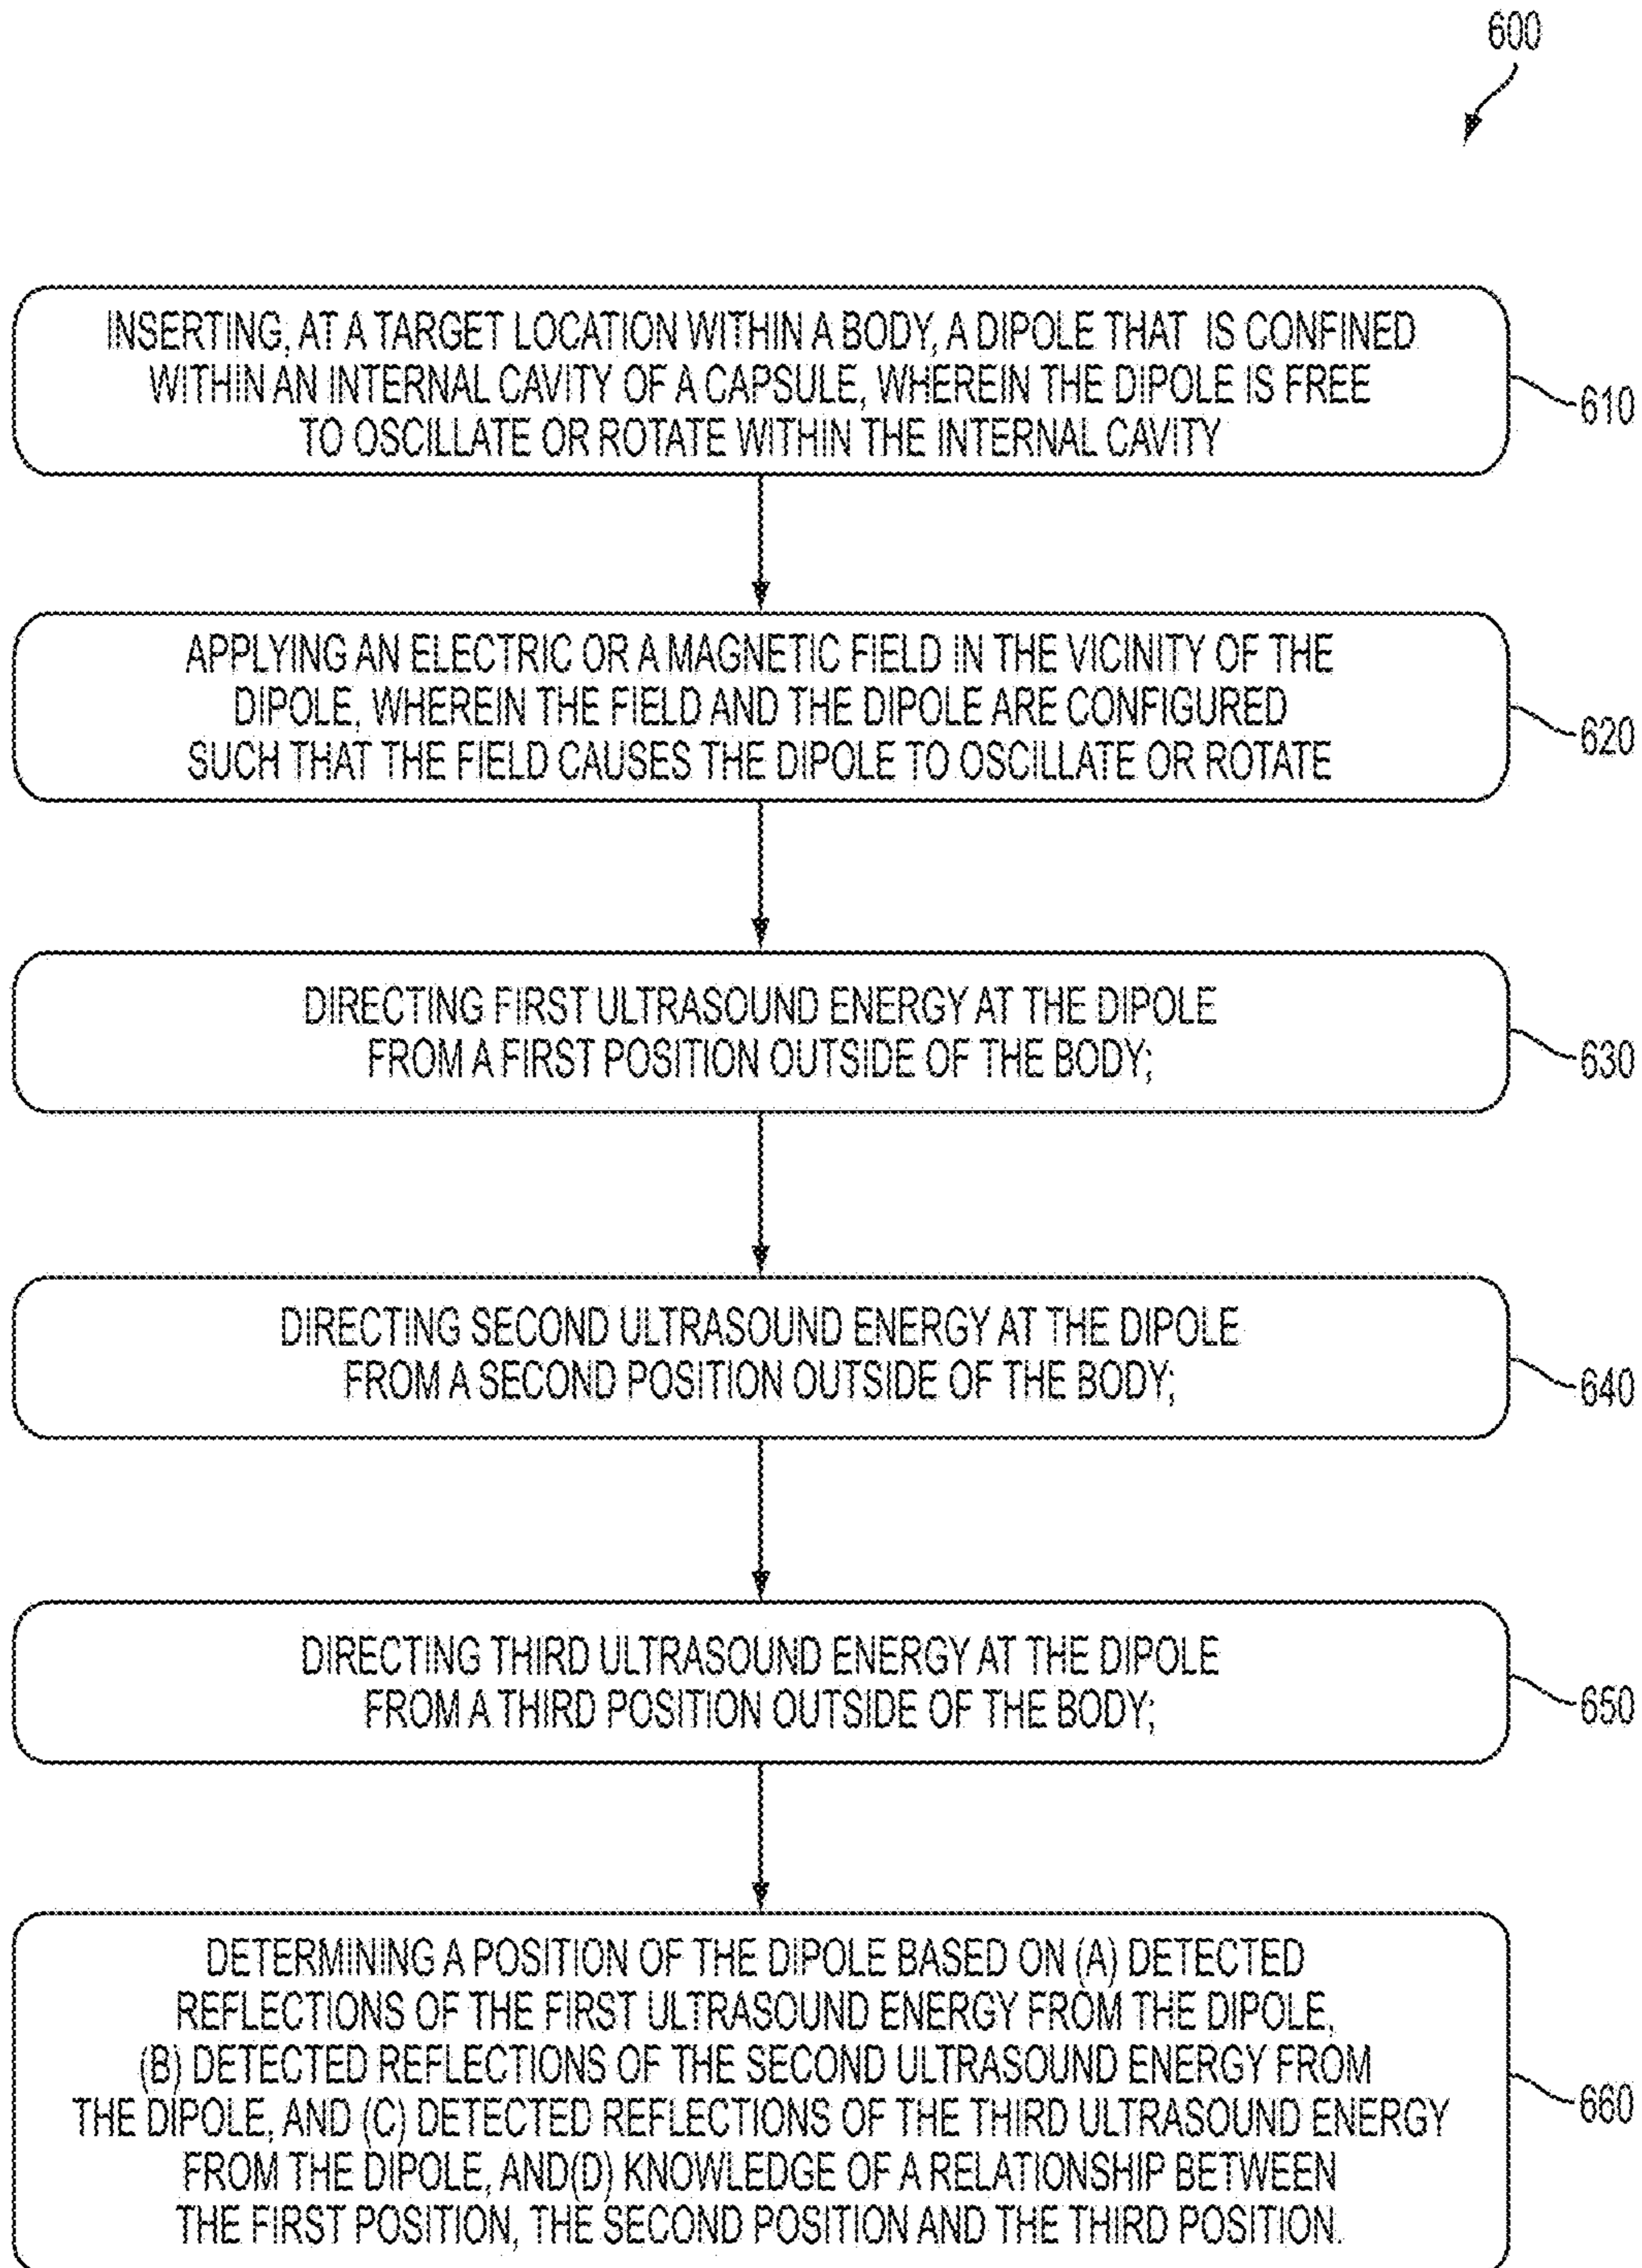 600
INSERTING, AT A TARGET LOCATION WITHIN A BODY, A DIPOLE THAT IS CONFINED
WITHIN AN INTERNAL CAVITY OF A CAPSULE, WHEREIN THE DIPOLE IS FREE
TO OSCILLATE OR ROTATE WITHIN THE INTERNAL CAVITY
610
APPLYING AN ELECTRIC OR A MAGNETIC FIELD IN THE VICINITY OF THE
DIPOLE, WHEREIN THE FIELD AND THE DIPOLE ARE CONFIGURED
SUCH THAT THE FIELD CAUSES THE DIPOLE TO OSCILLATE OR ROTATE
620
DIRECTING FIRST ULTRASOUND ENERGY AT THE DIPOLE
FROM A FIRST POSITION OUTSIDE OF THE BODY;
630
DIRECTING SECOND ULTRASOUND ENERGY AT THE DIPOLE
FROM A SECOND POSITION OUTSIDE OF THE BODY;
640
DIRECTING THIRD ULTRASOUND ENERGY AT THE DIPOLE
FROM A THIRD POSITION OUTSIDE OF THE BODY;
650
DETERMINING A POSITION OF THE DIPOLE BASED ON (A) DETECTED
REFLECTIONS OF THE FIRST ULTRASOUND ENERGY FROM THE DIPOLE,
(B) DETECTED REFLECTIONS OF THE SECOND ULTRASOUND ENERGY FROM
THE DIPOLE, AND (C) DETECTED REFLECTIONS OF THE THIRD ULTRASOUND ENERGY
FROM THE DIPOLE, AND(D) KNOWLEDGE OF A RELATIONSHIP BETWEEN
THE FIRST POSITION, THE SECOND POSITION AND THE THIRD POSITION.
660